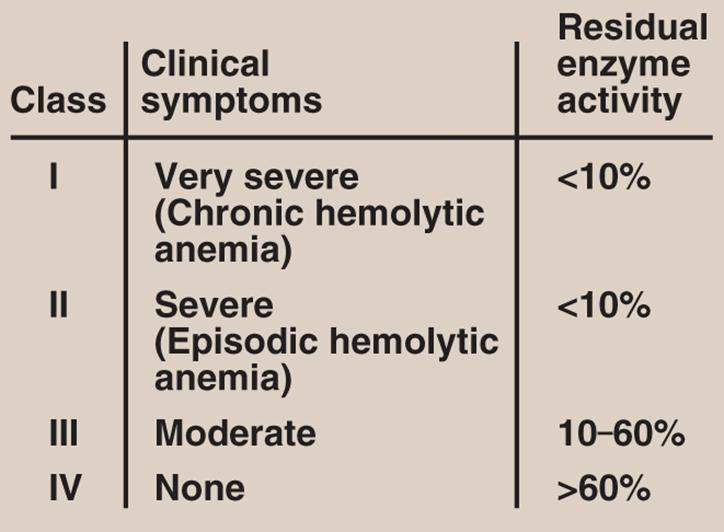 Class
Clinical
symptoms
Residual
enzyme
activity
I
Very severe
(Chronic hemolytic
anemia)
<10%
II
Severe
(Episodic hemolytic
anemia)
<10%
III
Moderate
10–60%
IV
None
>60%